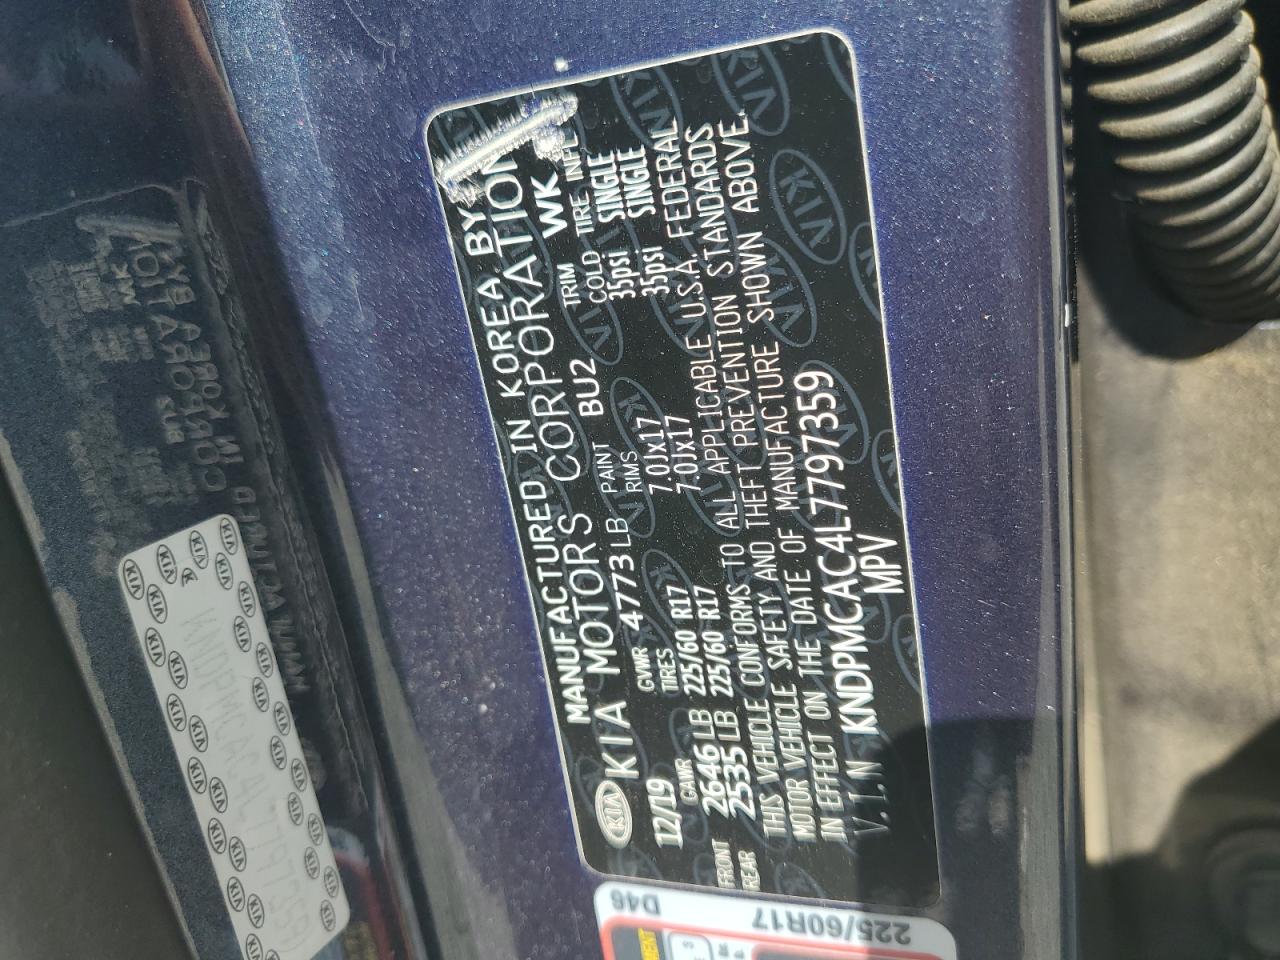 MANUFACTURED IN KOREA BY
KIA KIA MOTORS CORPORATION
12/19 GVWR 4773 LB PAINT BU2 TRIM WK
GAWR TIRES RIMS COLD TIRE INFL
FRONT 2646 LB 225/60 R17 7.0Jx17 35psi SINGLE
REAR 2535 LB 225/60 R17 7.0Jx17 35psi SINGLE
THIS VEHICLE CONFORMS TO ALL APPLICABLE U.S.A. FEDERAL
MOTOR VEHICLE SAFETY AND THEFT PREVENTION STANDARDS
IN EFFECT ON THE DATE OF MANUFACTURE SHOWN ABOVE.
V.I.N KNDPMCAC4L7797359
MPV
D46
225/60R17
KNDPMCAC4L7797359